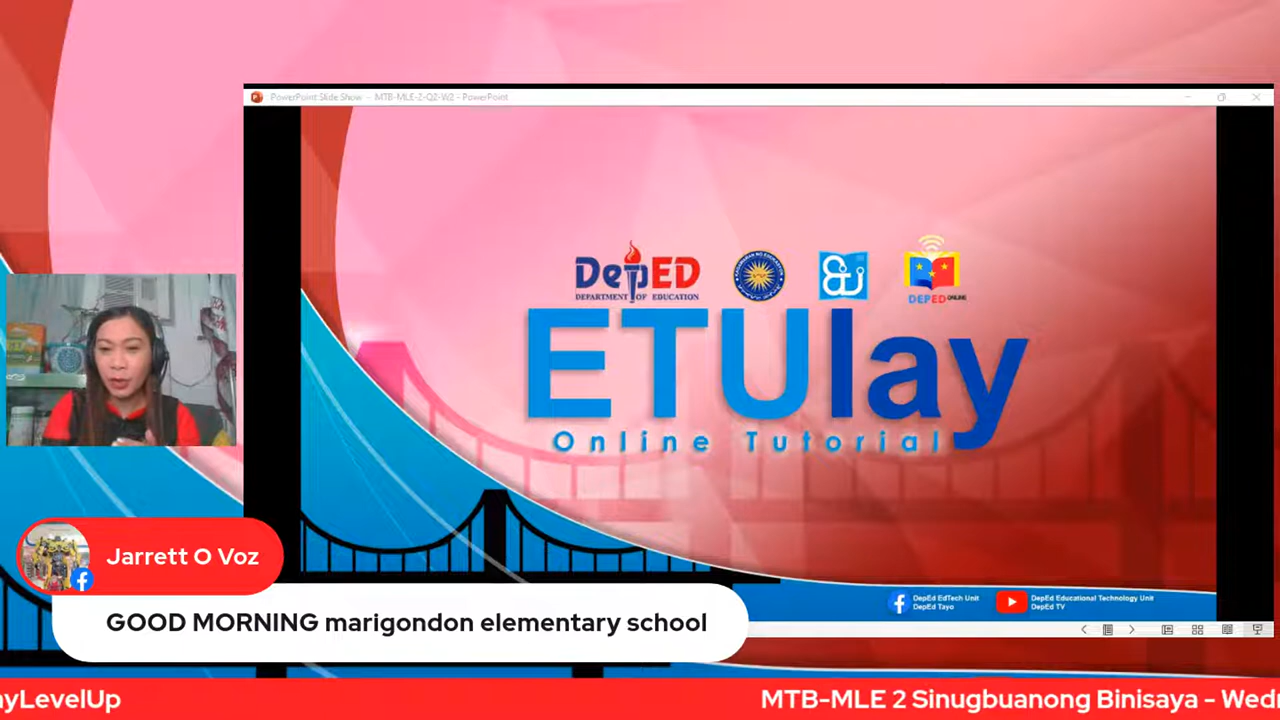 PowerPoint Slide Show - MTB-MLE-2-Q2-W2 - PowerPoint
DepED
DEPARTMENT OF EDUCATION
DEPED ONLINE
ETUlay
Online Tutorial
Jarrett O Voz
GOOD MORNING marigondon elementary school
DepEd EdTech Unit
DepEd Tayo
DepEd Educational Technology Unit
DepEd TV
ayLevelUp
MTB-MLE 2 Sinugbuanong Binisaya - Wed